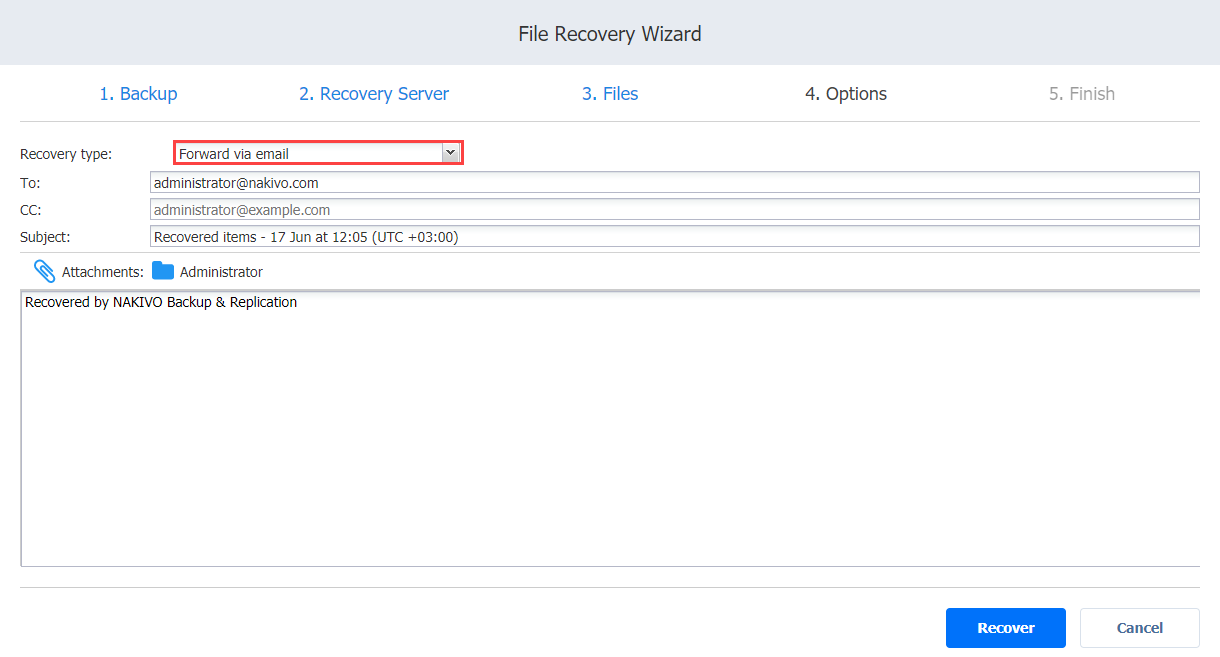 File Recovery Wizard
1. Backup 2. Recovery Server 3. Files 4. Options 5. Finish
Recovery type: Forward via email
To: administrator@nakivo.com
CC: administrator@example.com
Subject: Recovered items - 17 Jun at 12:05 (UTC +03:00)
Attachments: Administrator
Recovered by NAKIVO Backup & Replication
Recover Cancel